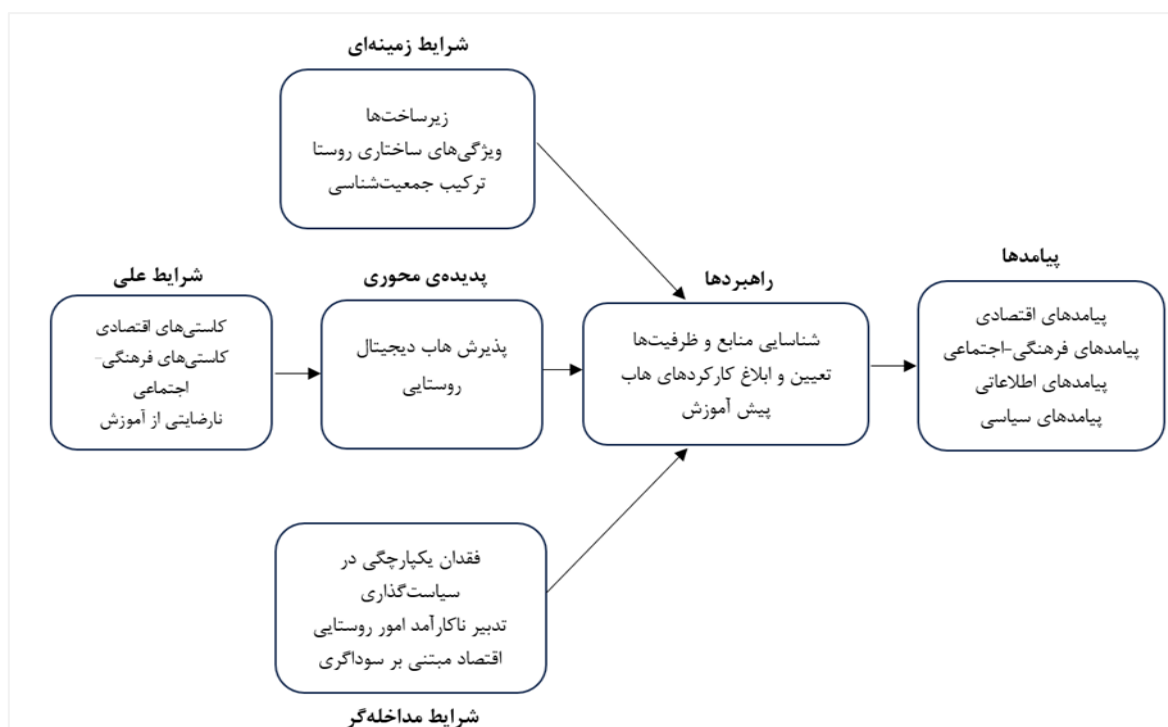 شرایط زمینه‌ای
زیرساخت‌ها
ویژگی‌های ساختاری روستا
ترکیب جمعیت‌شناسی
شرایط علی
کاستی‌های اقتصادی
کاستی‌های فرهنگی-
اجتماعی
نارضایتی از آموزش
پدیده‌ی محوری
پذیرش هاب دیجیتال
روستایی
راهبردها
شناسایی منابع و ظرفیت‌ها
تعیین و ابلاغ کارکردهای هاب
پیش آموزش
پیامدها
پیامدهای اقتصادی
پیامدهای فرهنگی-اجتماعی
پیامدهای اطلاعاتی
پیامدهای سیاسی
فقدان یکپارچگی در
سیاست‌گذاری
تدبیر ناکارآمد امور روستایی
اقتصاد مبتنی بر سوداگری
شرایط مداخله‌گر